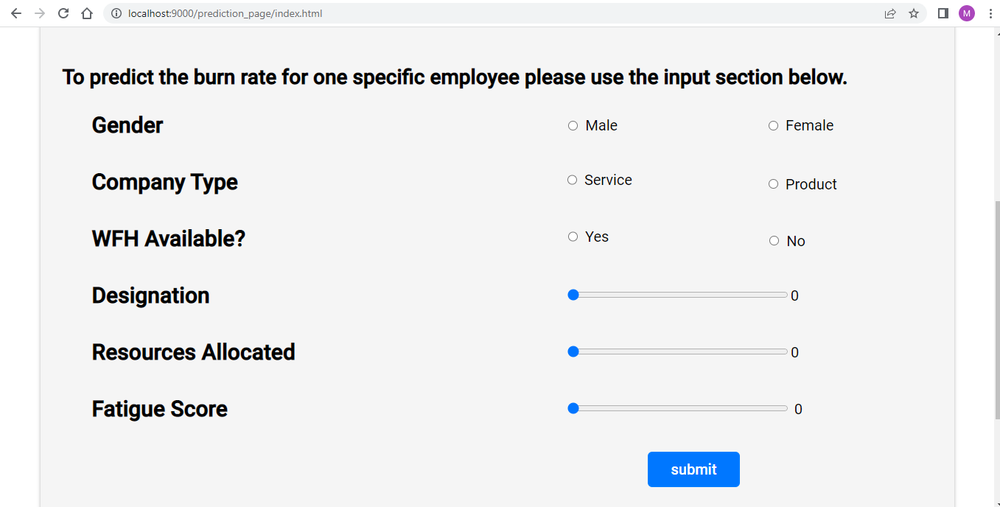 localhost:9000/prediction_page/index.html
M
To predict the burn rate for one specific employee please use the input section below.
Gender Male Female
Company Type Service Product
WFH Available? Yes No
Designation 0
Resources Allocated 0
Fatigue Score 0
submit